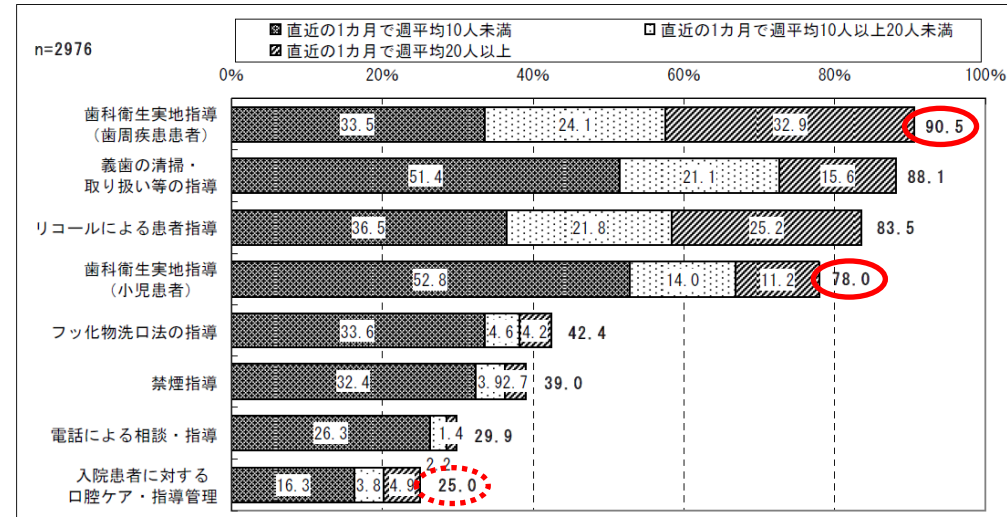 n=2976
直近の1カ月で週平均10人未満
直近の1カ月で週平均10人以上20人未満
直近の1カ月で週平均20人以上
0% 20% 40% 60% 80% 100%
歯科衛生実地指導
（歯周疾患患者）
33.5 24.1 32.9 90.5
義歯の清掃・
取り扱い等の指導
51.4 21.1 15.6 88.1
リコールによる患者指導
36.5 21.8 25.2 83.5
歯科衛生実地指導
（小児患者）
52.8 14.0 11.2 78.0
フッ化物洗口法の指導
33.6 4.6 4.2 42.4
禁煙指導
32.4 3.9 2.7 39.0
電話による相談・指導
26.3 1.4 29.9
2.2
入院患者に対する
口腔ケア・指導管理
16.3 3.8 4.9 25.0